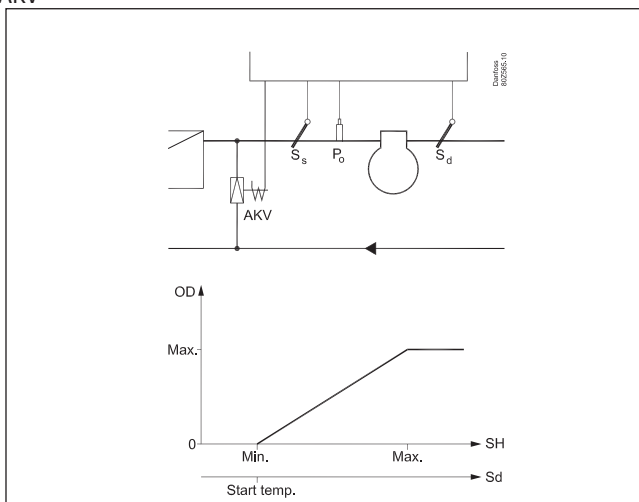 AKV
Danfoss
80Z565.10
Ss
Po
Sd
AKV
OD
Max.
0
SH
Min.
Max.
Sd
Start temp.